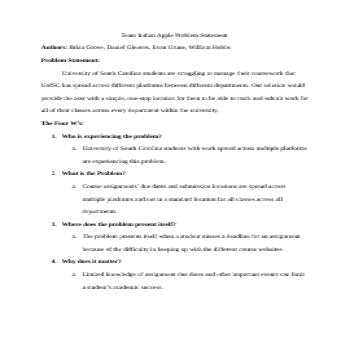 Team Indian Apple Problem Statement
Authors: Brian Grove, Daniel Gleaves, Evan Grane, William Hobbs
Problem Statement:
University of South Carolina students are struggling to manage their coursework that
UofSC has spread across different platforms between different departments. Our solution would
provide the user with a simple, one-stop location for them to be able to track and submit work for
all of their classes across every department within the university.
The Four W's:
1. Who is experiencing the problem?
a. University of South Carolina students with work spread across multiple platforms
are experiencing this problem.
2. What is the Problem?
a. Course assignments' due dates and submission locations are spread across
multiple platforms and not in a standard location for all classes across all
departments.
3. Where does the problem present itself?
a. The problem presents itself when a student misses a deadline for an assignment
because of the difficulty in keeping up with the different course websites.
4. Why does it matter?
a. Limited knowledge of assignment due dates and other important events can limit
a student's academic success.